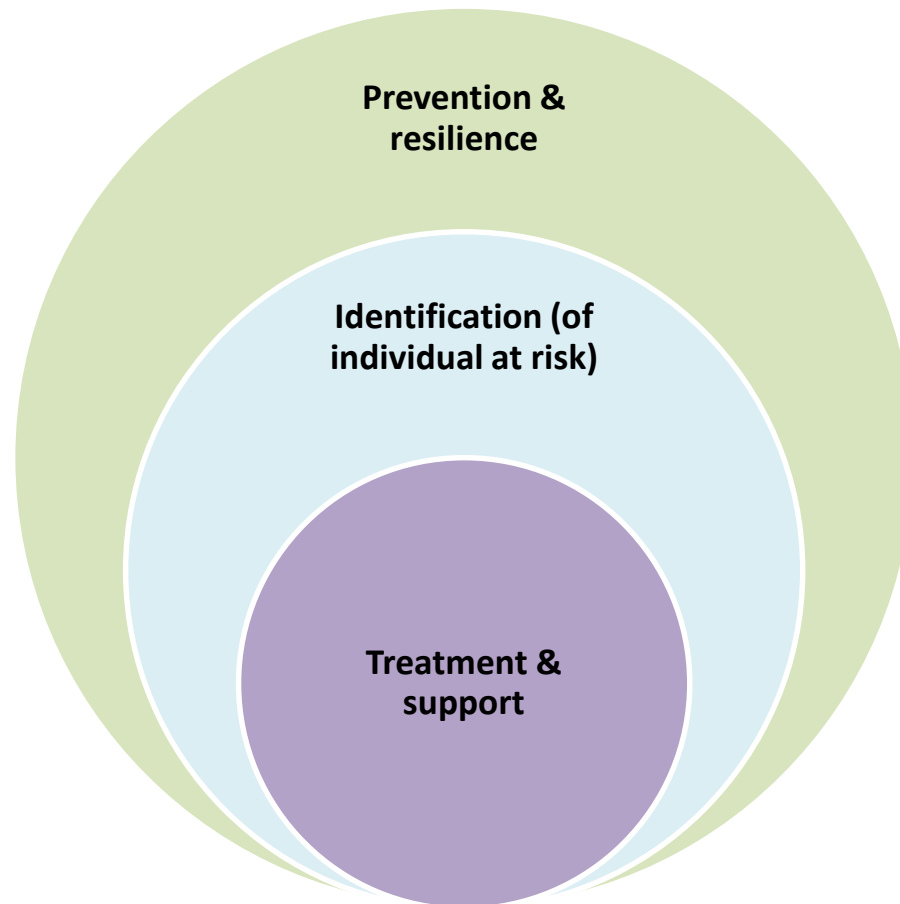 Prevention &
resilience
Identification (of
individual at risk)
Treatment &
support